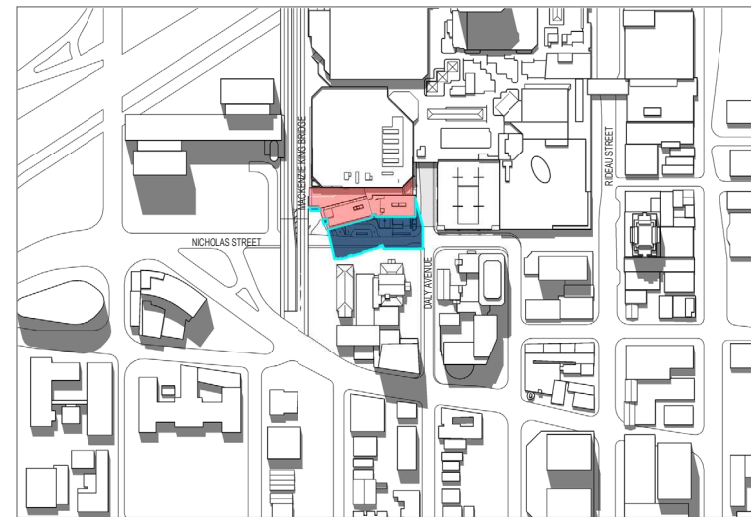 MACKENZIE KING BRIDGE
RIDEAU STREET
NICHOLAS STREET
DALY AVENUE